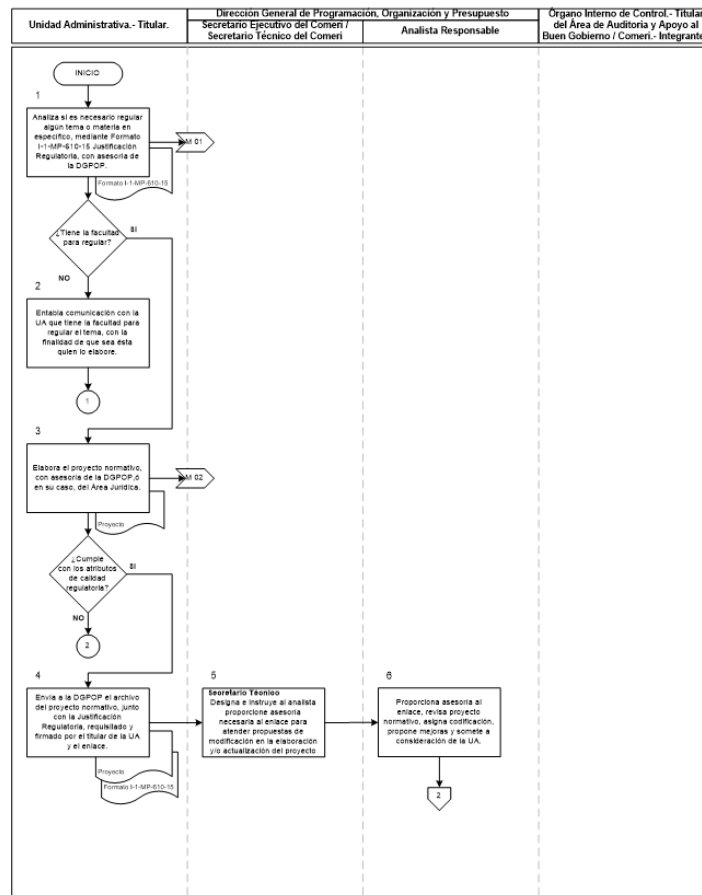 Unidad Administrativa.- Titular.
Dirección General de Programación, Organización y Presupuesto
Secretario Ejecutivo del Comeri /
Secretario Técnico del Comeri
Analista Responsable
Órgano Interno de Control.- Titular
del Área de Auditoria y Apoyo al
Buen Gobierno / Comeri.- Integrante
INICIO
1
Analiza si es necesario regular
algún tema o materia en
específico, mediante Formato
I-1-MP-610-15 Justificación
Regulatoria, con asesoría de
la DGPOP.
M 01
Formato I-1-MP-610-15
¿Tiene la facultad
para regular?
SI
NO
2
Entabla comunicación con la
UA que tiene la facultad para
regular el tema, con la
finalidad de que sea ésta
quien lo elabore.
1
3
Elabora el proyecto normativo,
con asesoría de la DGPOP,ó
en su caso, del Área Jurídica.
M 02
Proyecto
¿Cumple
con los atributos
de calidad
regulatoria?
SI
NO
2
4
Envía a la DGPOP el archivo
del proyecto normativo, junto
con la Justificación
Regulatoria, requisitado y
firmado por el titular de la UA
y el enlace.
Proyecto
Formato I-1-MP-610-15
5
Secretario Técnico
Designa e instruye al analista
proporcione asesoría
necesaria al enlace para
atender propuestas de
modificación en la elaboración
y/o actualización del proyecto
6
Proporciona asesoría al
enlace, revisa proyecto
normativo, asigna codificación,
propone mejoras y somete a
consideración de la UA.
2